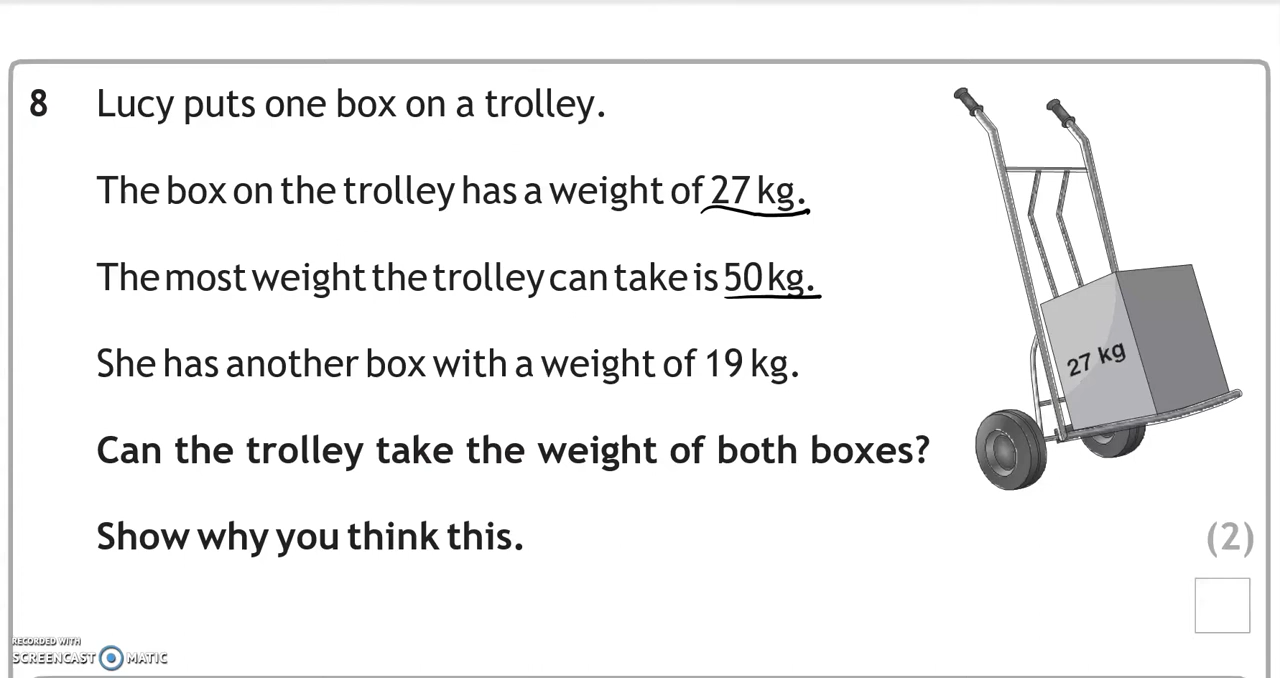 8 Lucy puts one box on a trolley.
The box on the trolley has a weight of 27 kg.
The most weight the trolley can take is 50 kg.
She has another box with a weight of 19 kg.
27 kg
Can the trolley take the weight of both boxes?
Show why you think this.
(2)
RECORDED WITH
SCREENCAST MATIC